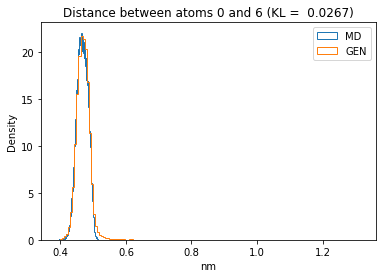 Distance between atoms 0 and 6 (KL =  0.0267)
MD
GEN
20
15
10
5
0
Density
0.4 0.6 0.8 1.0 1.2
nm